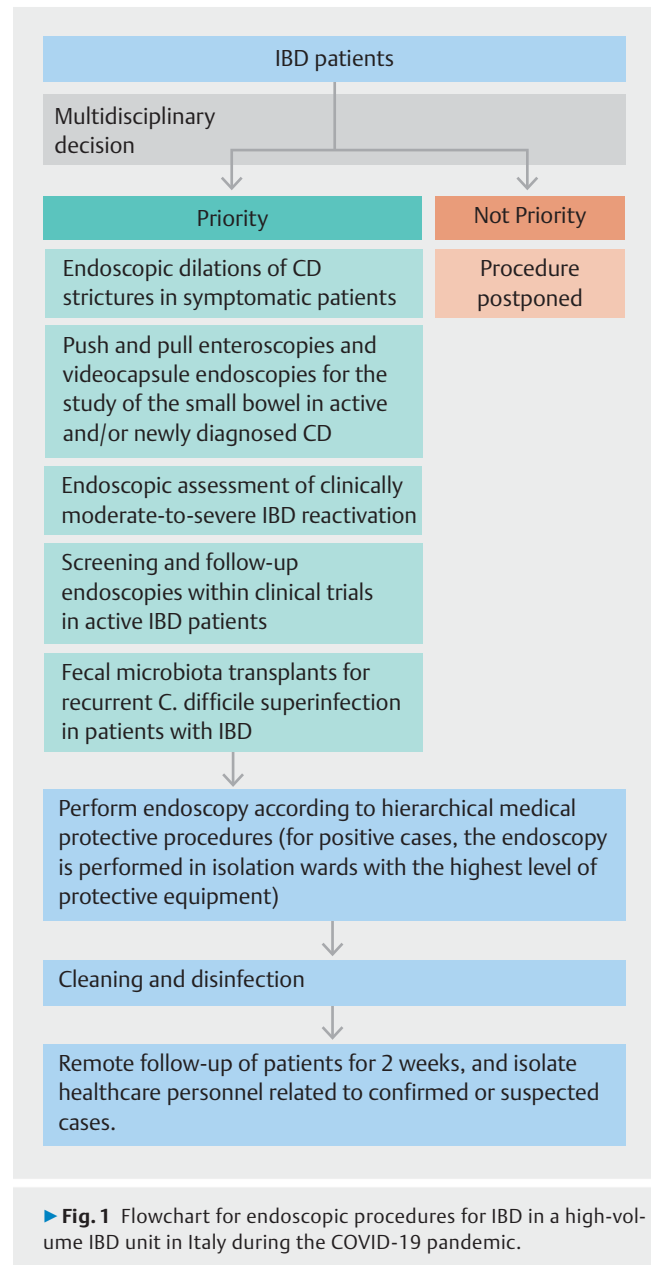 IBD patients
Multidisciplinary
decision
Priority
Not Priority
Endoscopic dilations of CD
strictures in symptomatic patients
Procedure
postponed
Push and pull enteroscopies and
videocapsule endoscopies for the
study of the small bowel in active
and/or newly diagnosed CD
Endoscopic assessment of clinically
moderate-to-severe IBD reactivation
Screening and follow-up
endoscopies within clinical trials
in active IBD patients
Fecal microbiota transplants for
recurrent C. difficile superinfection
in patients with IBD
Perform endoscopy according to hierarchical medical
protective procedures (for positive cases, the endoscopy
is performed in isolation wards with the highest level of
protective equipment)
Cleaning and disinfection
Remote follow-up of patients for 2 weeks, and isolate
healthcare personnel related to confirmed or suspected
cases.
▶ Fig. 1 Flowchart for endoscopic procedures for IBD in a high-vol-
ume IBD unit in Italy during the COVID-19 pandemic.